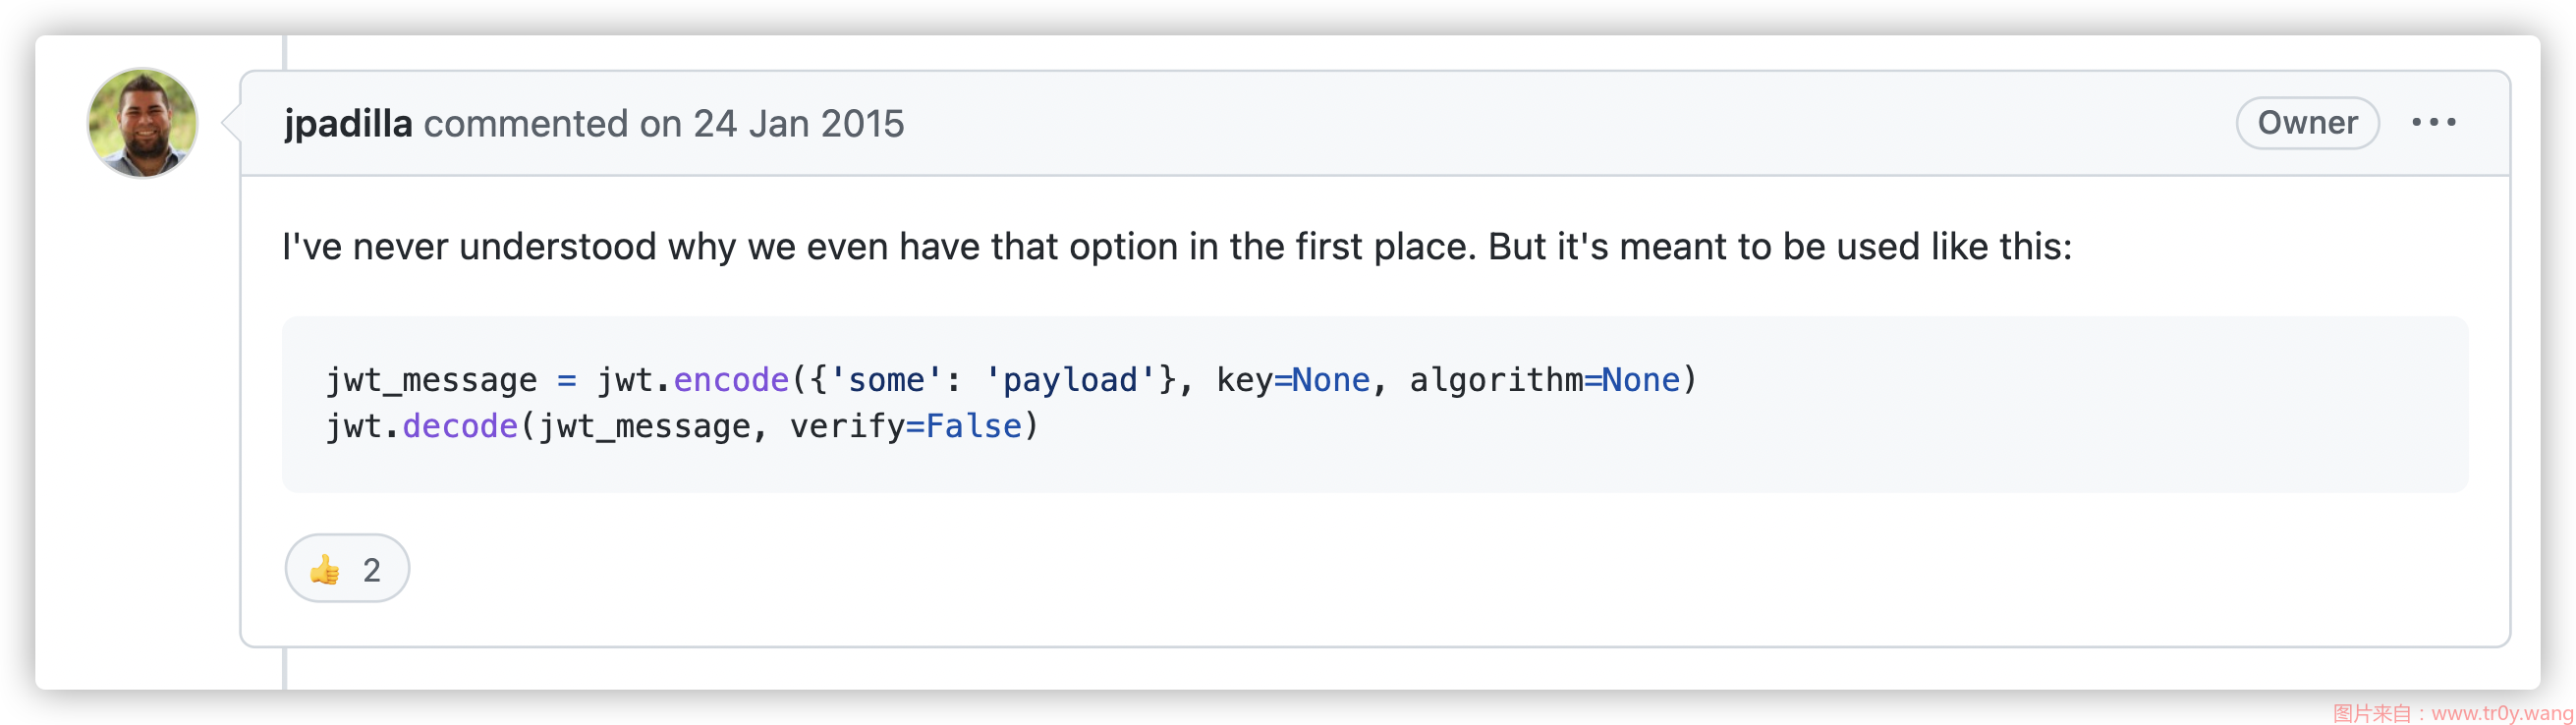 jpadilla commented on 24 Jan 2015
Owner
I've never understood why we even have that option in the first place. But it's meant to be used like this:
jwt_message = jwt.encode({'some': 'payload'}, key=None, algorithm=None)
jwt.decode(jwt_message, verify=False)
👍 2
图片来自：www.tr0y.wang